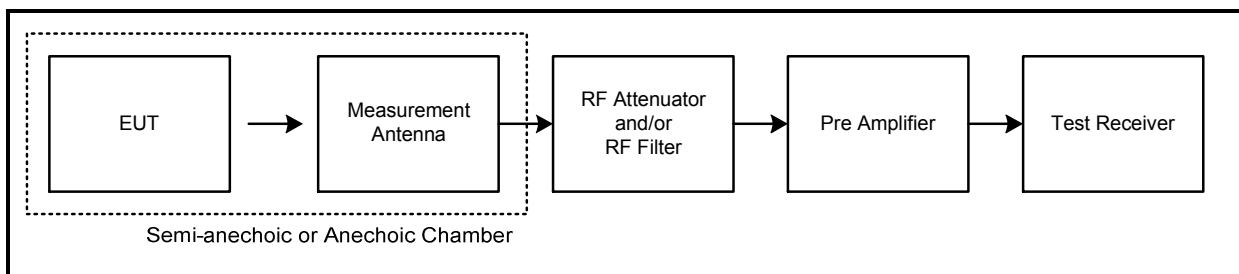 EUT
Measurement
Antenna
RF Attenuator
and/or
RF Filter
Pre Amplifier
Test Receiver
Semi-anechoic or Anechoic Chamber